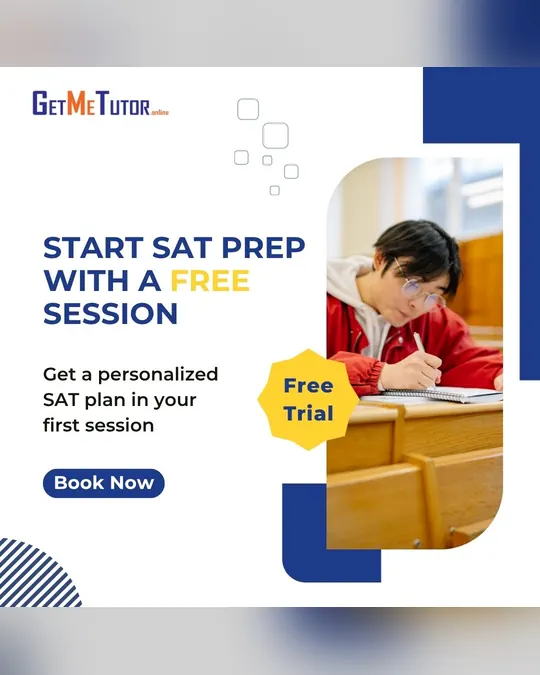 GETMETUTOR.online
START SAT PREP
WITH A FREE
SESSION
Get a personalized
SAT plan in your
first session
Free
Trial
Book Now